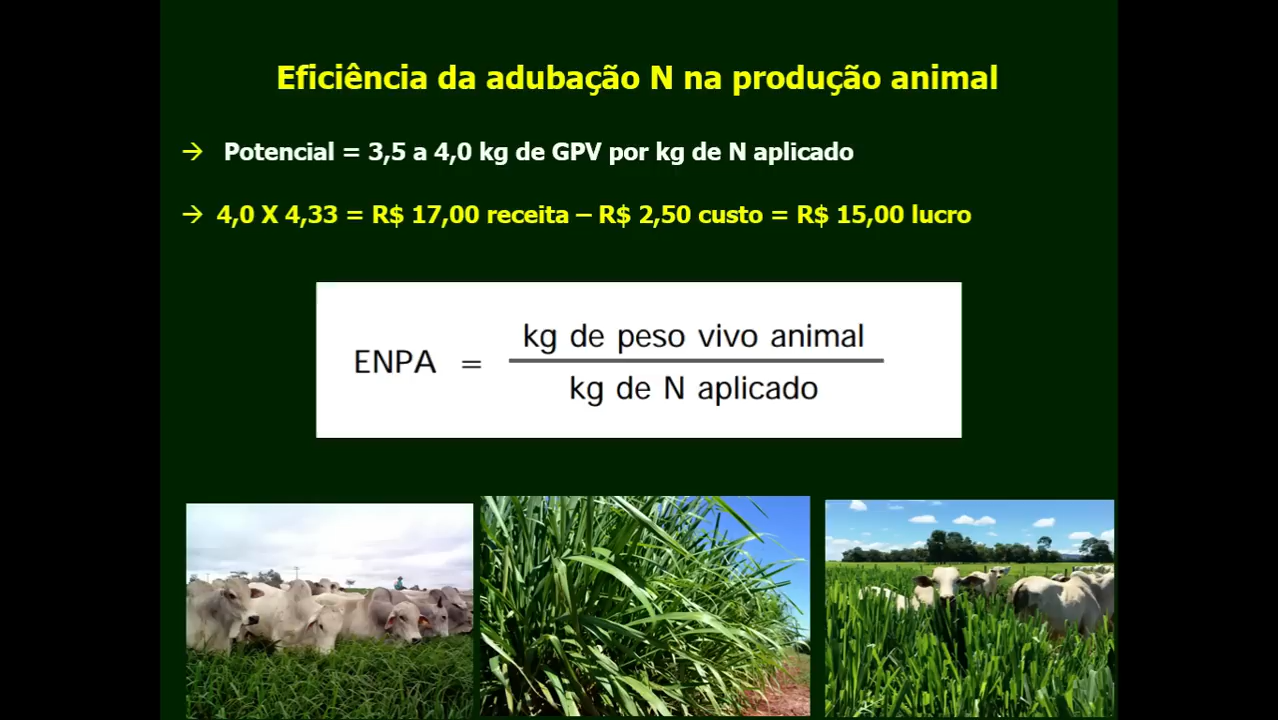 Eficiência da adubação N na produção animal
→ Potencial = 3,5 a 4,0 kg de GPV por kg de N aplicado
→ 4,0 X 4,33 = R$ 17,00 receita – R$ 2,50 custo = R$ 15,00 lucro
kg de peso vivo animal
ENPA =
kg de N aplicado